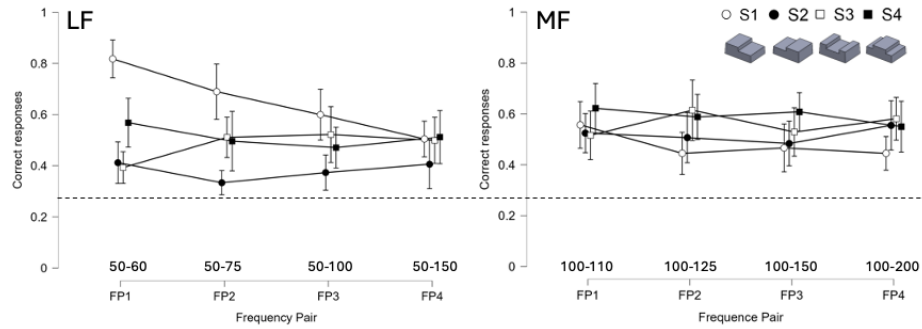 LF
MF
S1 S2 S3 S4
Correct responses
1
0.8
0.6
0.4
0.2
0
50-60 50-75 50-100 50-150
FP1 FP2 FP3 FP4
Frequency Pair
Correct responses
1
0.8
0.6
0.4
0.2
0
100-110 100-125 100-150 100-200
FP1 FP2 FP3 FP4
Frequence Pair